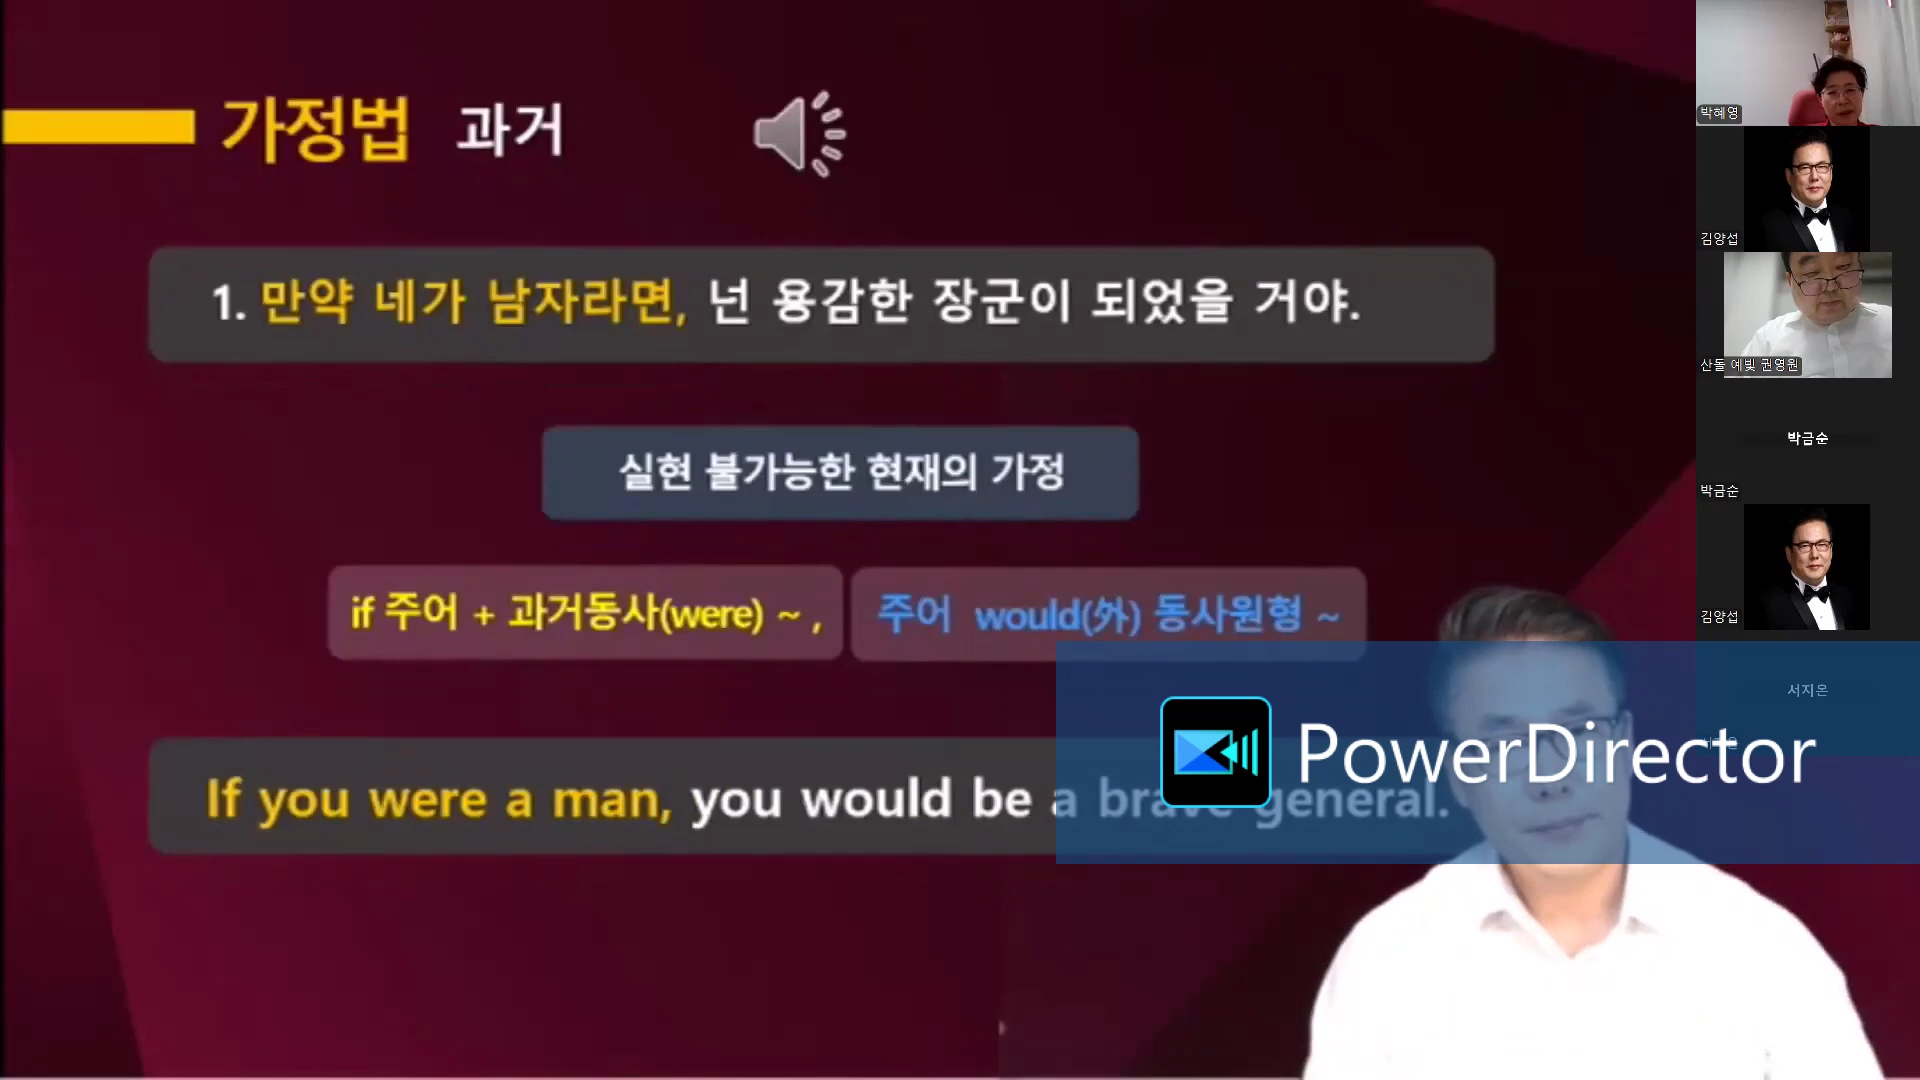 가정법 과거
1. 만약 네가 남자라면, 넌 용감한 장군이 되었을 거야.
실현 불가능한 현재의 가정
if 주어 + 과거동사(were) ~ ,
주어 would(外) 동사원형 ~
If you were a man, you would be a brave general.
PowerDirector
박혜영
김양섭
산돌 예빛 권영원
박금순
박금순
김양섭
서지온